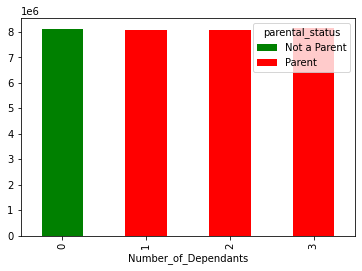 1e6
parental_status
Not a Parent
Parent
8
7
6
5
4
3
2
1
0
0
1
2
3
Number_of_Dependants